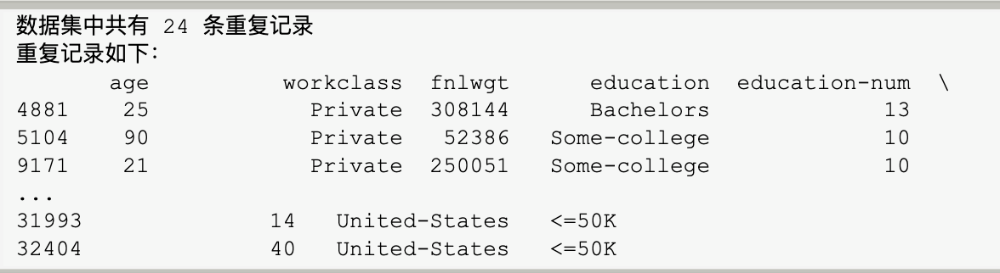 数据集中共有 24 条重复记录
重复记录如下：
age workclass fnlwgt education education-num \
4881 25 Private 308144 Bachelors 13
5104 90 Private 52386 Some-college 10
9171 21 Private 250051 Some-college 10
...
31993 14 United-States <=50K
32404 40 United-States <=50K